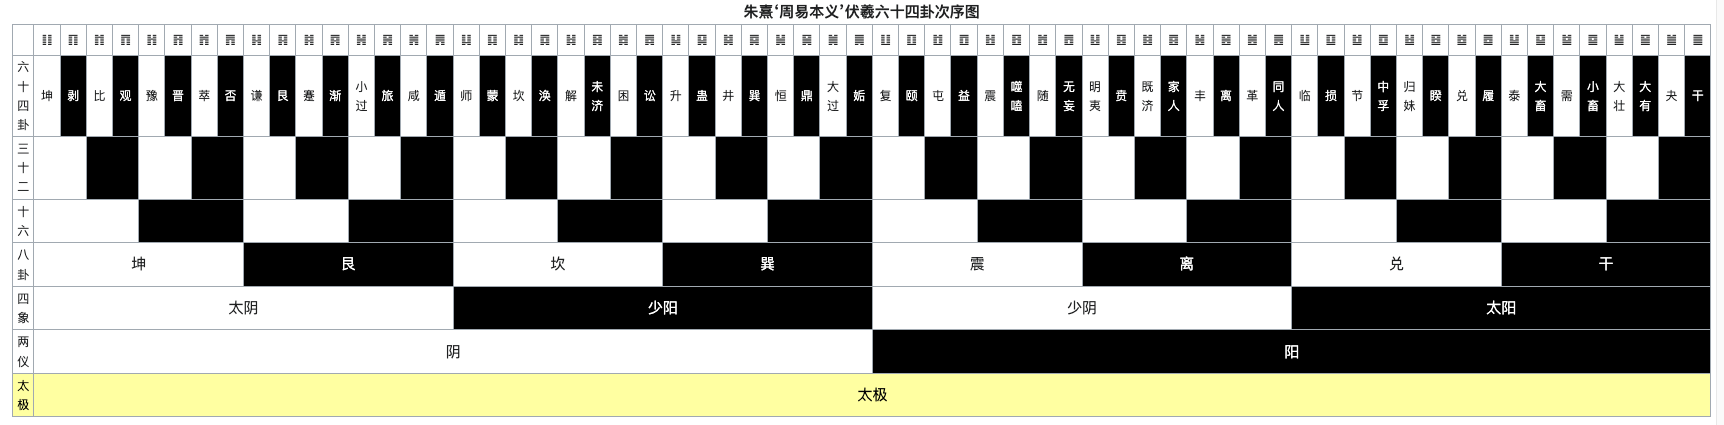 朱熹‘周易本义’伏羲六十四卦次序图
䷁ ䷖ ䷇ ䷓ ䷏ ䷢ ䷬ ䷋ ䷎ ䷳ ䷦ ䷴ ䷽ ䷷ ䷞ ䷠ ䷆ ䷃ ䷜ ䷺ ䷧ ䷿ ䷮ ䷅ ䷭ ䷑ ䷯ ䷸ ䷟ ䷱ ䷛ ䷫ ䷗ ䷚ ䷂ ䷩ ䷲ ䷔ ䷐ ䷘ ䷣ ䷕ ䷾ ䷤ ䷶ ䷝ ䷰ ䷌ ䷒ ䷨ ䷻ ䷼ ䷵ ䷥ ䷹ ䷉ ䷊ ䷙ ䷄ ䷈ ䷡ ䷍ ䷪ ䷀
六十四卦 坤 剥 比 观 豫 晋 萃 否 谦 艮 蹇 渐 小过 旅 咸 遁 师 蒙 坎 涣 解 未济 困 讼 升 蛊 井 巽 恒 鼎 大过 姤 复 颐 屯 益 震 噬嗑 随 无妄 明夷 贲 既济 家人 丰 离 革 同人 临 损 节 中孚 归妹 睽 兑 履 泰 大畜 需 小畜 大壮 大有 夬 干
三十二
十六
八卦 坤 艮 坎 巽 震 离 兑 干
四象 太阴 少阳 少阴 太阳
两仪 阴 阳
太极 太极